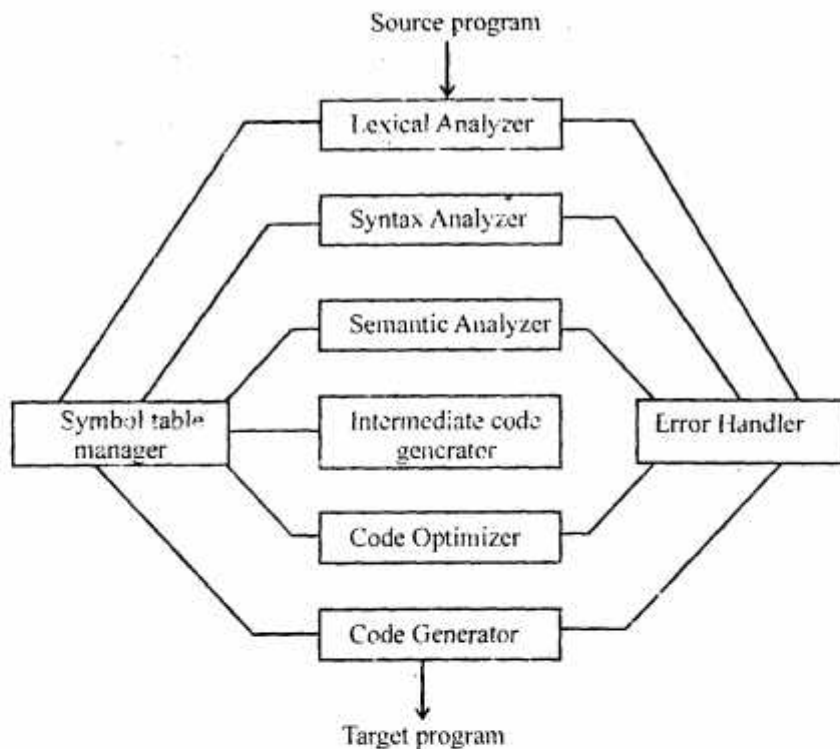 Source program
Lexical Analyzer
Syntax Analyzer
Semantic Analyzer
Symbol table
manager
Intermediate code
generator
Error Handler
Code Optimizer
Code Generator
Target program